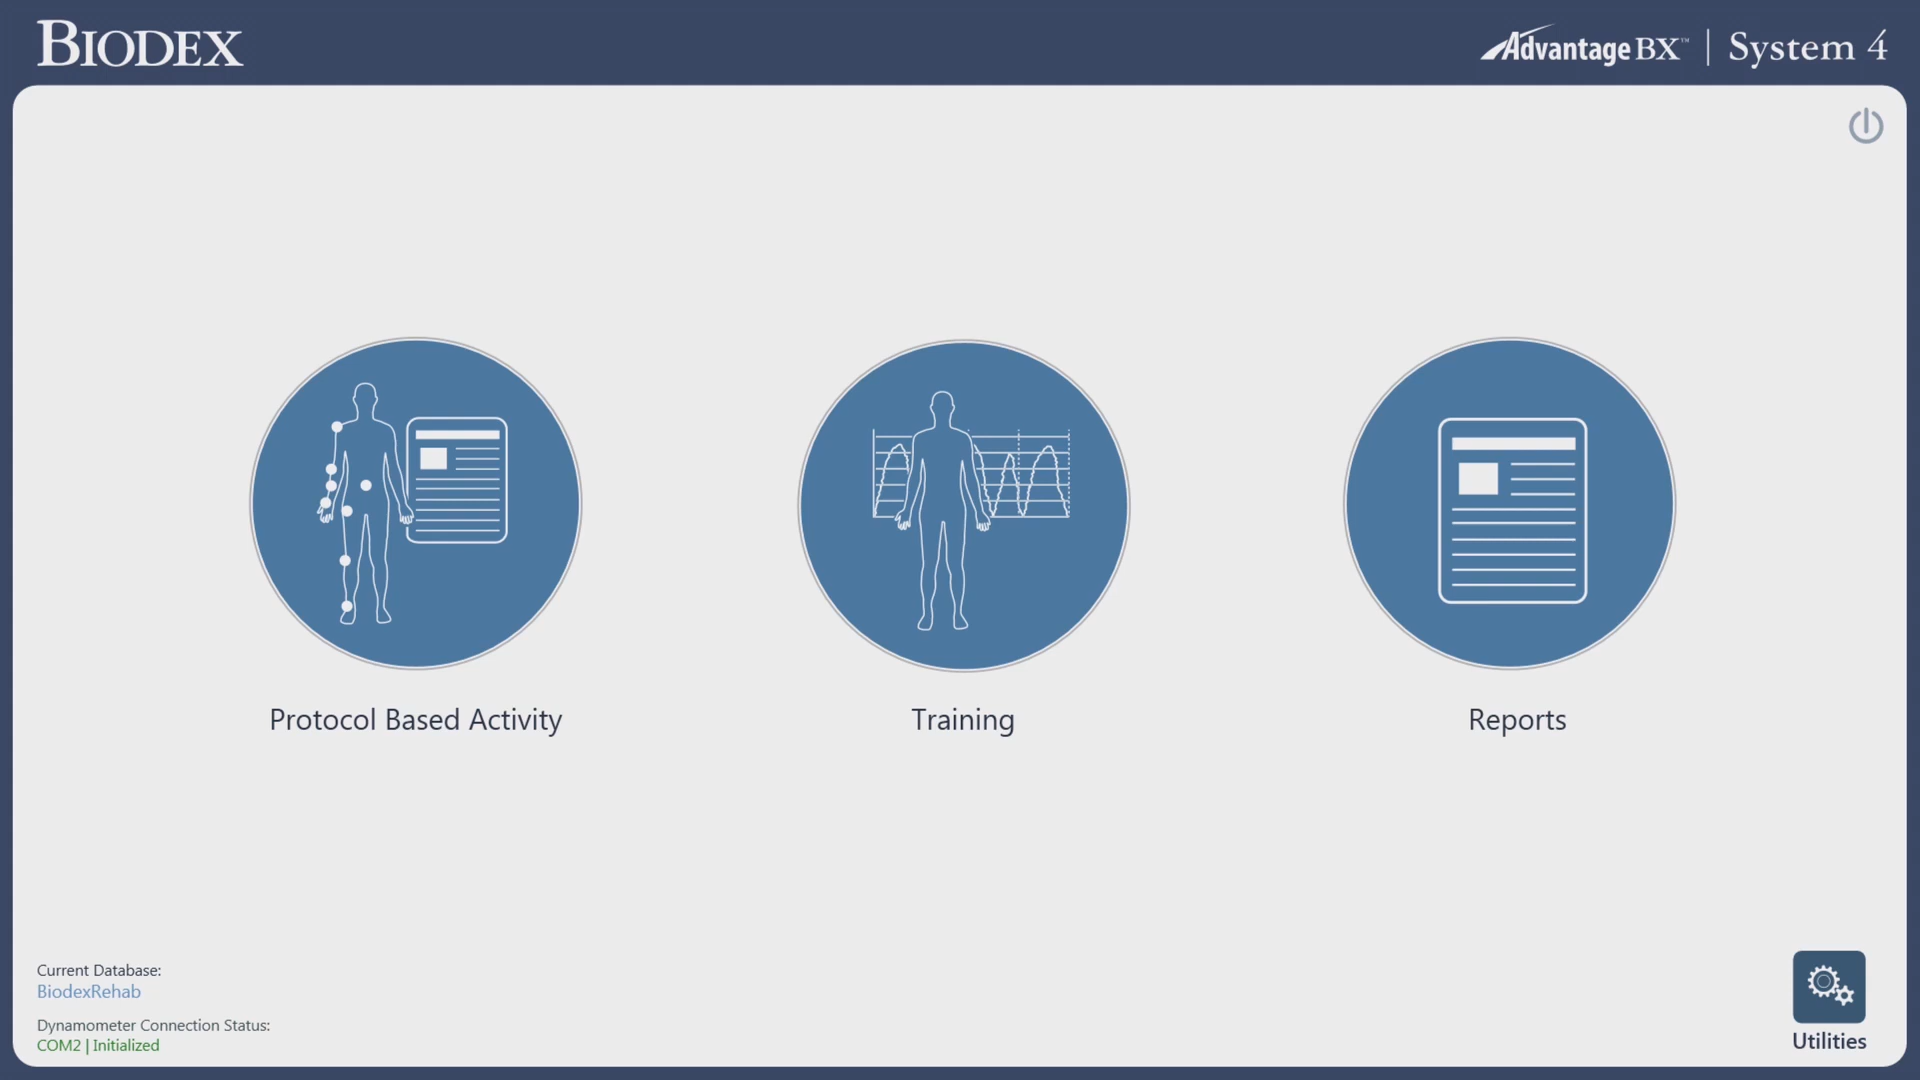 BIODEX
Advantage BX™ | System 4
Protocol Based Activity
Training
Reports
Current Database:
BiodexRehab
Dynamometer Connection Status:
COM2 | Initialized
Utilities